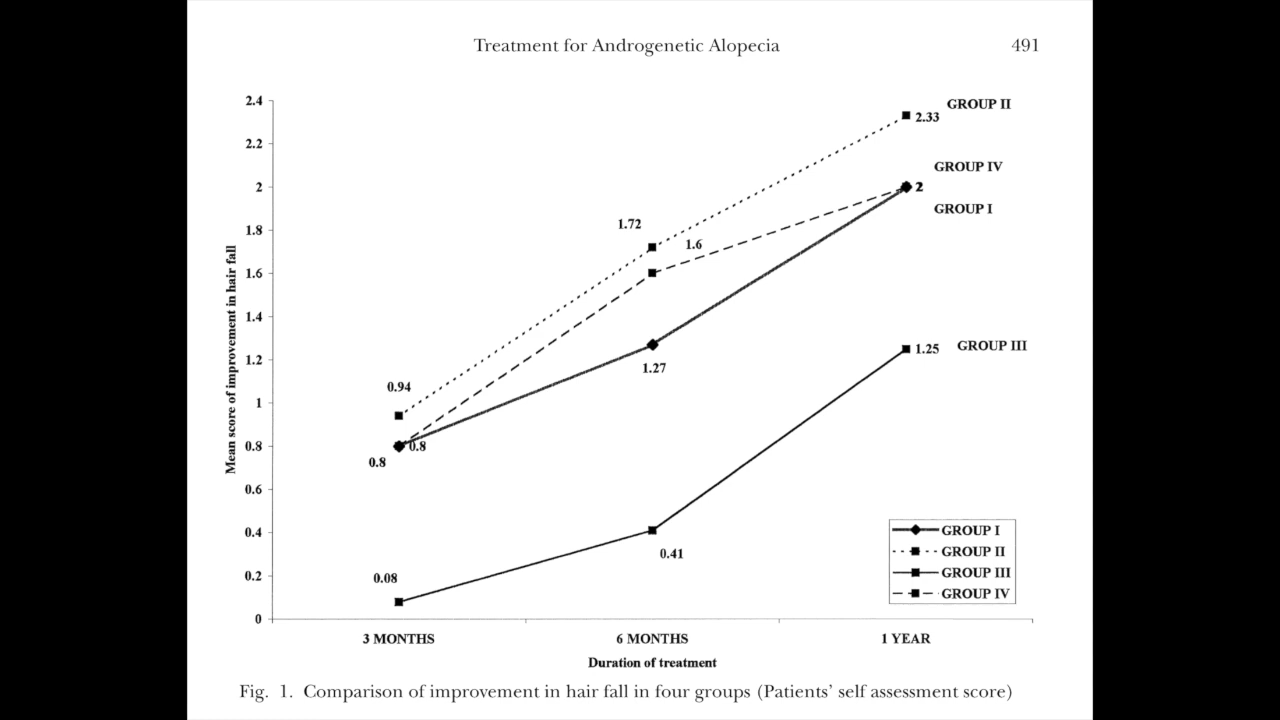 Treatment for Androgenetic Alopecia 491
2.4
2.2
2
1.8
1.6
1.4
1.2
1
0.8
0.6
0.4
0.2
0
Mean score of improvement in hair fall
GROUP II
2.33
GROUP IV
2
GROUP I
1.72
1.6
1.27
GROUP III
1.25
0.94
0.8
0.8
0.41
0.08
GROUP I
GROUP II
GROUP III
GROUP IV
3 MONTHS 6 MONTHS 1 YEAR
Duration of treatment
Fig. 1. Comparison of improvement in hair fall in four groups (Patients’ self assessment score)